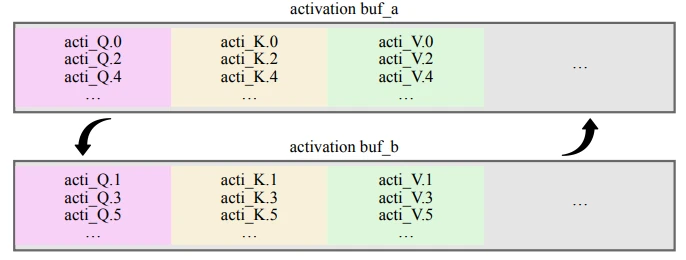 activation buf_a
acti_Q.0 acti_K.0 acti_V.0
acti_Q.2 acti_K.2 acti_V.2
acti_Q.4 acti_K.4 acti_V.4
… … …
…
activation buf_b
acti_Q.1 acti_K.1 acti_V.1
acti_Q.3 acti_K.3 acti_V.3
acti_Q.5 acti_K.5 acti_V.5
… … …
…